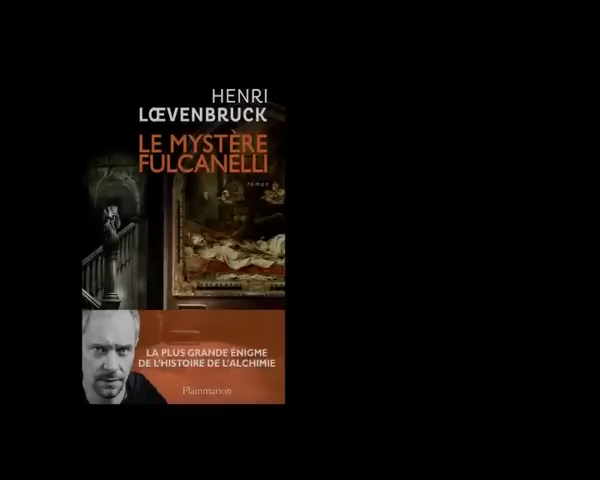 HENRI
LŒVENBRUCK
LE MYSTÈRE
FULCANELLI
roman
LA PLUS GRANDE ÉNIGME
DE L'HISTOIRE DE L'ALCHIMIE
Flammarion